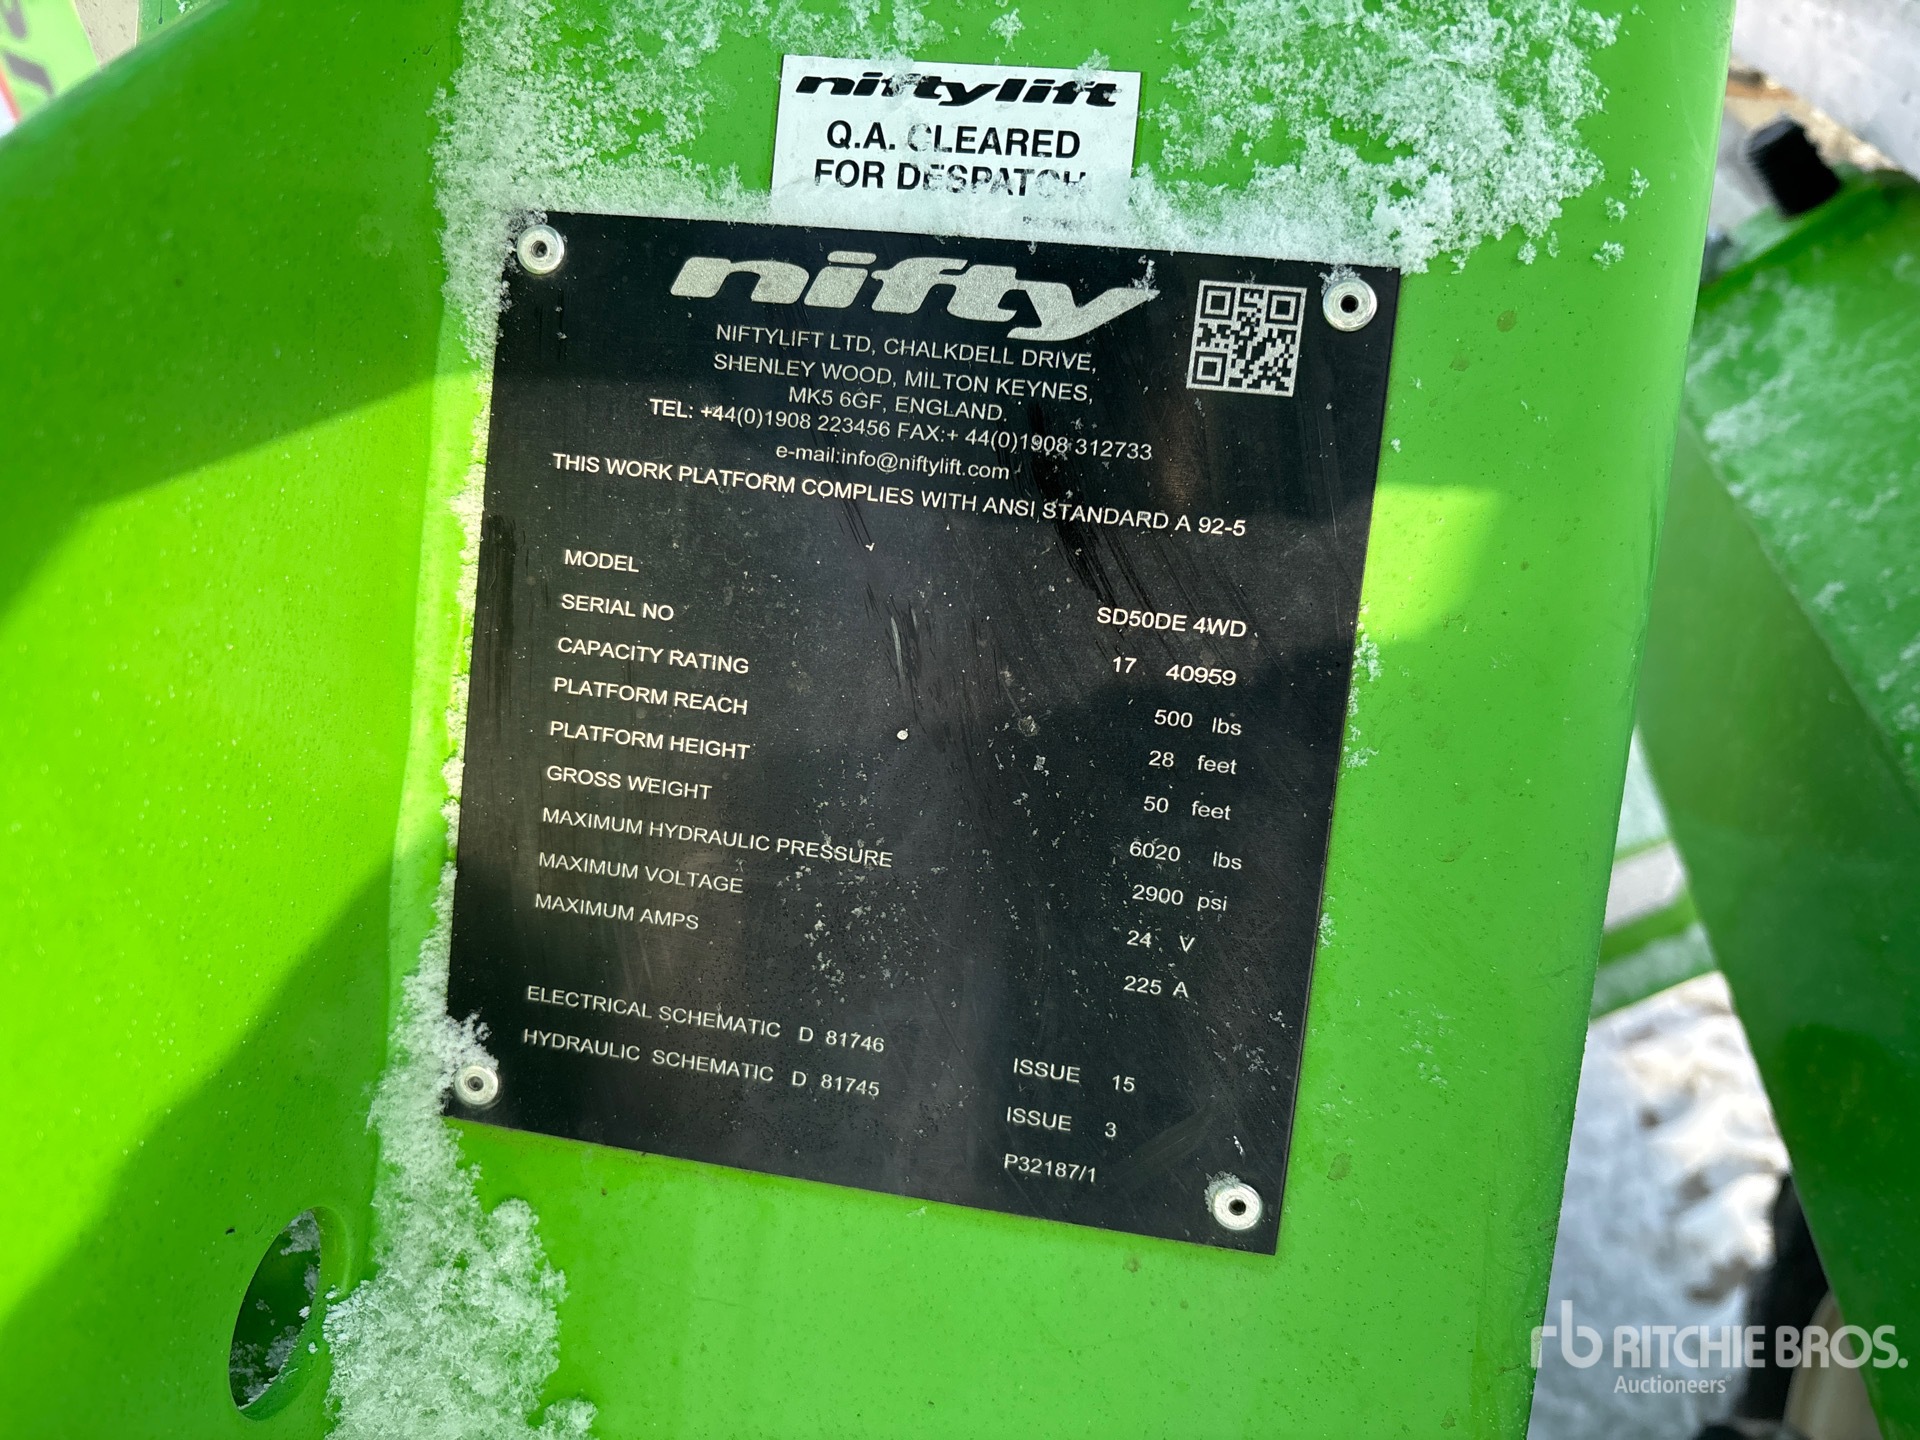 niftylift
Q.A. CLEARED
FOR DESPATCH
nifty
NIFTYLIFT LTD, CHALKDELL DRIVE,
SHENLEY WOOD, MILTON KEYNES,
MK5 6GF, ENGLAND.
TEL: +44(0)1908 223456 FAX:+ 44(0)1908 312733
e-mail:info@niftylift.com
THIS WORK PLATFORM COMPLIES WITH ANSI STANDARD A 92-5
MODEL SD50DE 4WD
SERIAL NO 17 40959
CAPACITY RATING 500 lbs
PLATFORM REACH 28 feet
PLATFORM HEIGHT 50 feet
GROSS WEIGHT 6020 lbs
MAXIMUM HYDRAULIC PRESSURE 2900 psi
MAXIMUM VOLTAGE 24 V
MAXIMUM AMPS 225 A
ELECTRICAL SCHEMATIC D 81746 ISSUE 15
HYDRAULIC SCHEMATIC D 81745 ISSUE 3
P32187/1
rb RITCHIE BROS.
Auctioneers